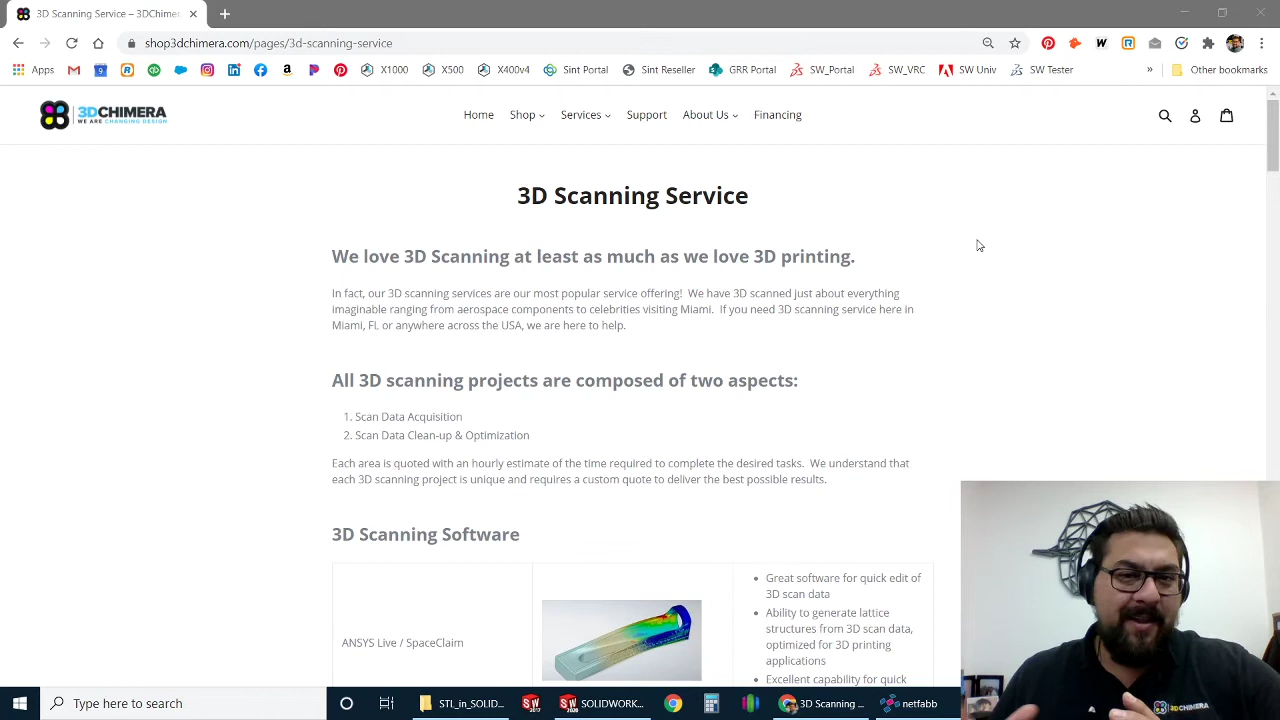 3D Scanning Service – 3DChimer
shop3dchimera.com/pages/3d-scanning-service
Apps X1000 X500 X400v4 Sint Portal Sint Reseller GRR Portal SW_Portal SW_VRC SW Univ SW Tester » Other bookmarks
3DCHIMERA
WE ARE CHANGING DESIGN
Home Shop Services Support About Us Financing
3D Scanning Service
We love 3D Scanning at least as much as we love 3D printing.
In fact, our 3D scanning services are our most popular service offering! We have 3D scanned just about everything
imaginable ranging from aerospace components to celebrities visiting Miami. If you need 3D scanning service here in
Miami, FL or anywhere across the USA, we are here to help.
All 3D scanning projects are composed of two aspects:
1. Scan Data Acquisition
2. Scan Data Clean-up & Optimization
Each area is quoted with an hourly estimate of the time required to complete the desired tasks. We understand that
each 3D scanning project is unique and requires a custom quote to deliver the best possible results.
3D Scanning Software
ANSYS Live / SpaceClaim
• Great software for quick edit of
3D scan data
• Ability to generate lattice
structures from 3D scan data,
optimized for 3D printing
applications
• Excellent capability for quick
3DCHIMERA
Type here to search
STL_in_SOLID...
SOLIDWORK...
3D Scanning ...
netfabb